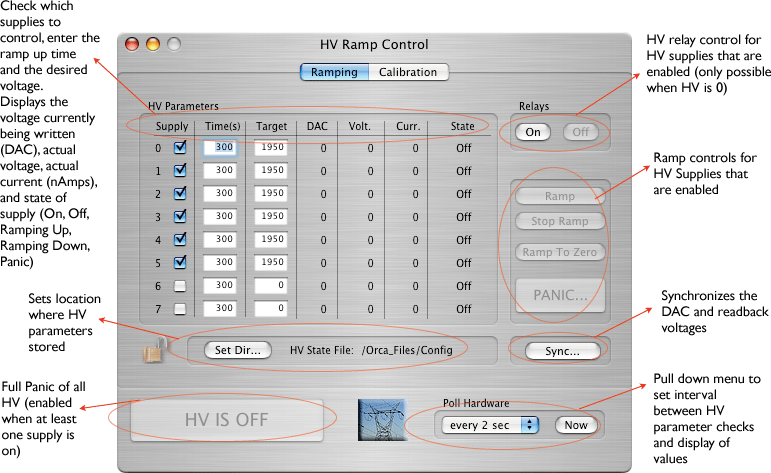 Check which
supplies to
control, enter the
ramp up time
and the desired
voltage.
Displays the
voltage currently
being written
(DAC), actual
voltage, actual
current (nAmps),
and state of
supply (On, Off,
Ramping Up,
Ramping Down,
Panic)
Sets location
where HV
parameters
stored
Full Panic of all
HV (enabled
when at least
one supply is
on)
HV Ramp Control
Ramping Calibration
HV Parameters
Supply Time(s) Target DAC Volt. Curr. State
0 300 1950 0 0 0 Off
1 300 1950 0 0 0 Off
2 300 1950 0 0 0 Off
3 300 1950 0 0 0 Off
4 300 1950 0 0 0 Off
5 300 1950 0 0 0 Off
6 300 0 0 0 0 Off
7 300 0 0 0 0 Off
Relays
On Off
Ramp
Stop Ramp
Ramp To Zero
PANIC...
Set Dir... HV State File: /Orca_Files/Config
Sync...
HV IS OFF
Poll Hardware
every 2 sec Now
HV relay control for
HV supplies that are
enabled (only possible
when HV is 0)
Ramp controls for
HV Supplies that
are enabled
Synchronizes the
DAC and readback
voltages
Pull down menu to
set interval
between HV
parameter checks
and display of
values